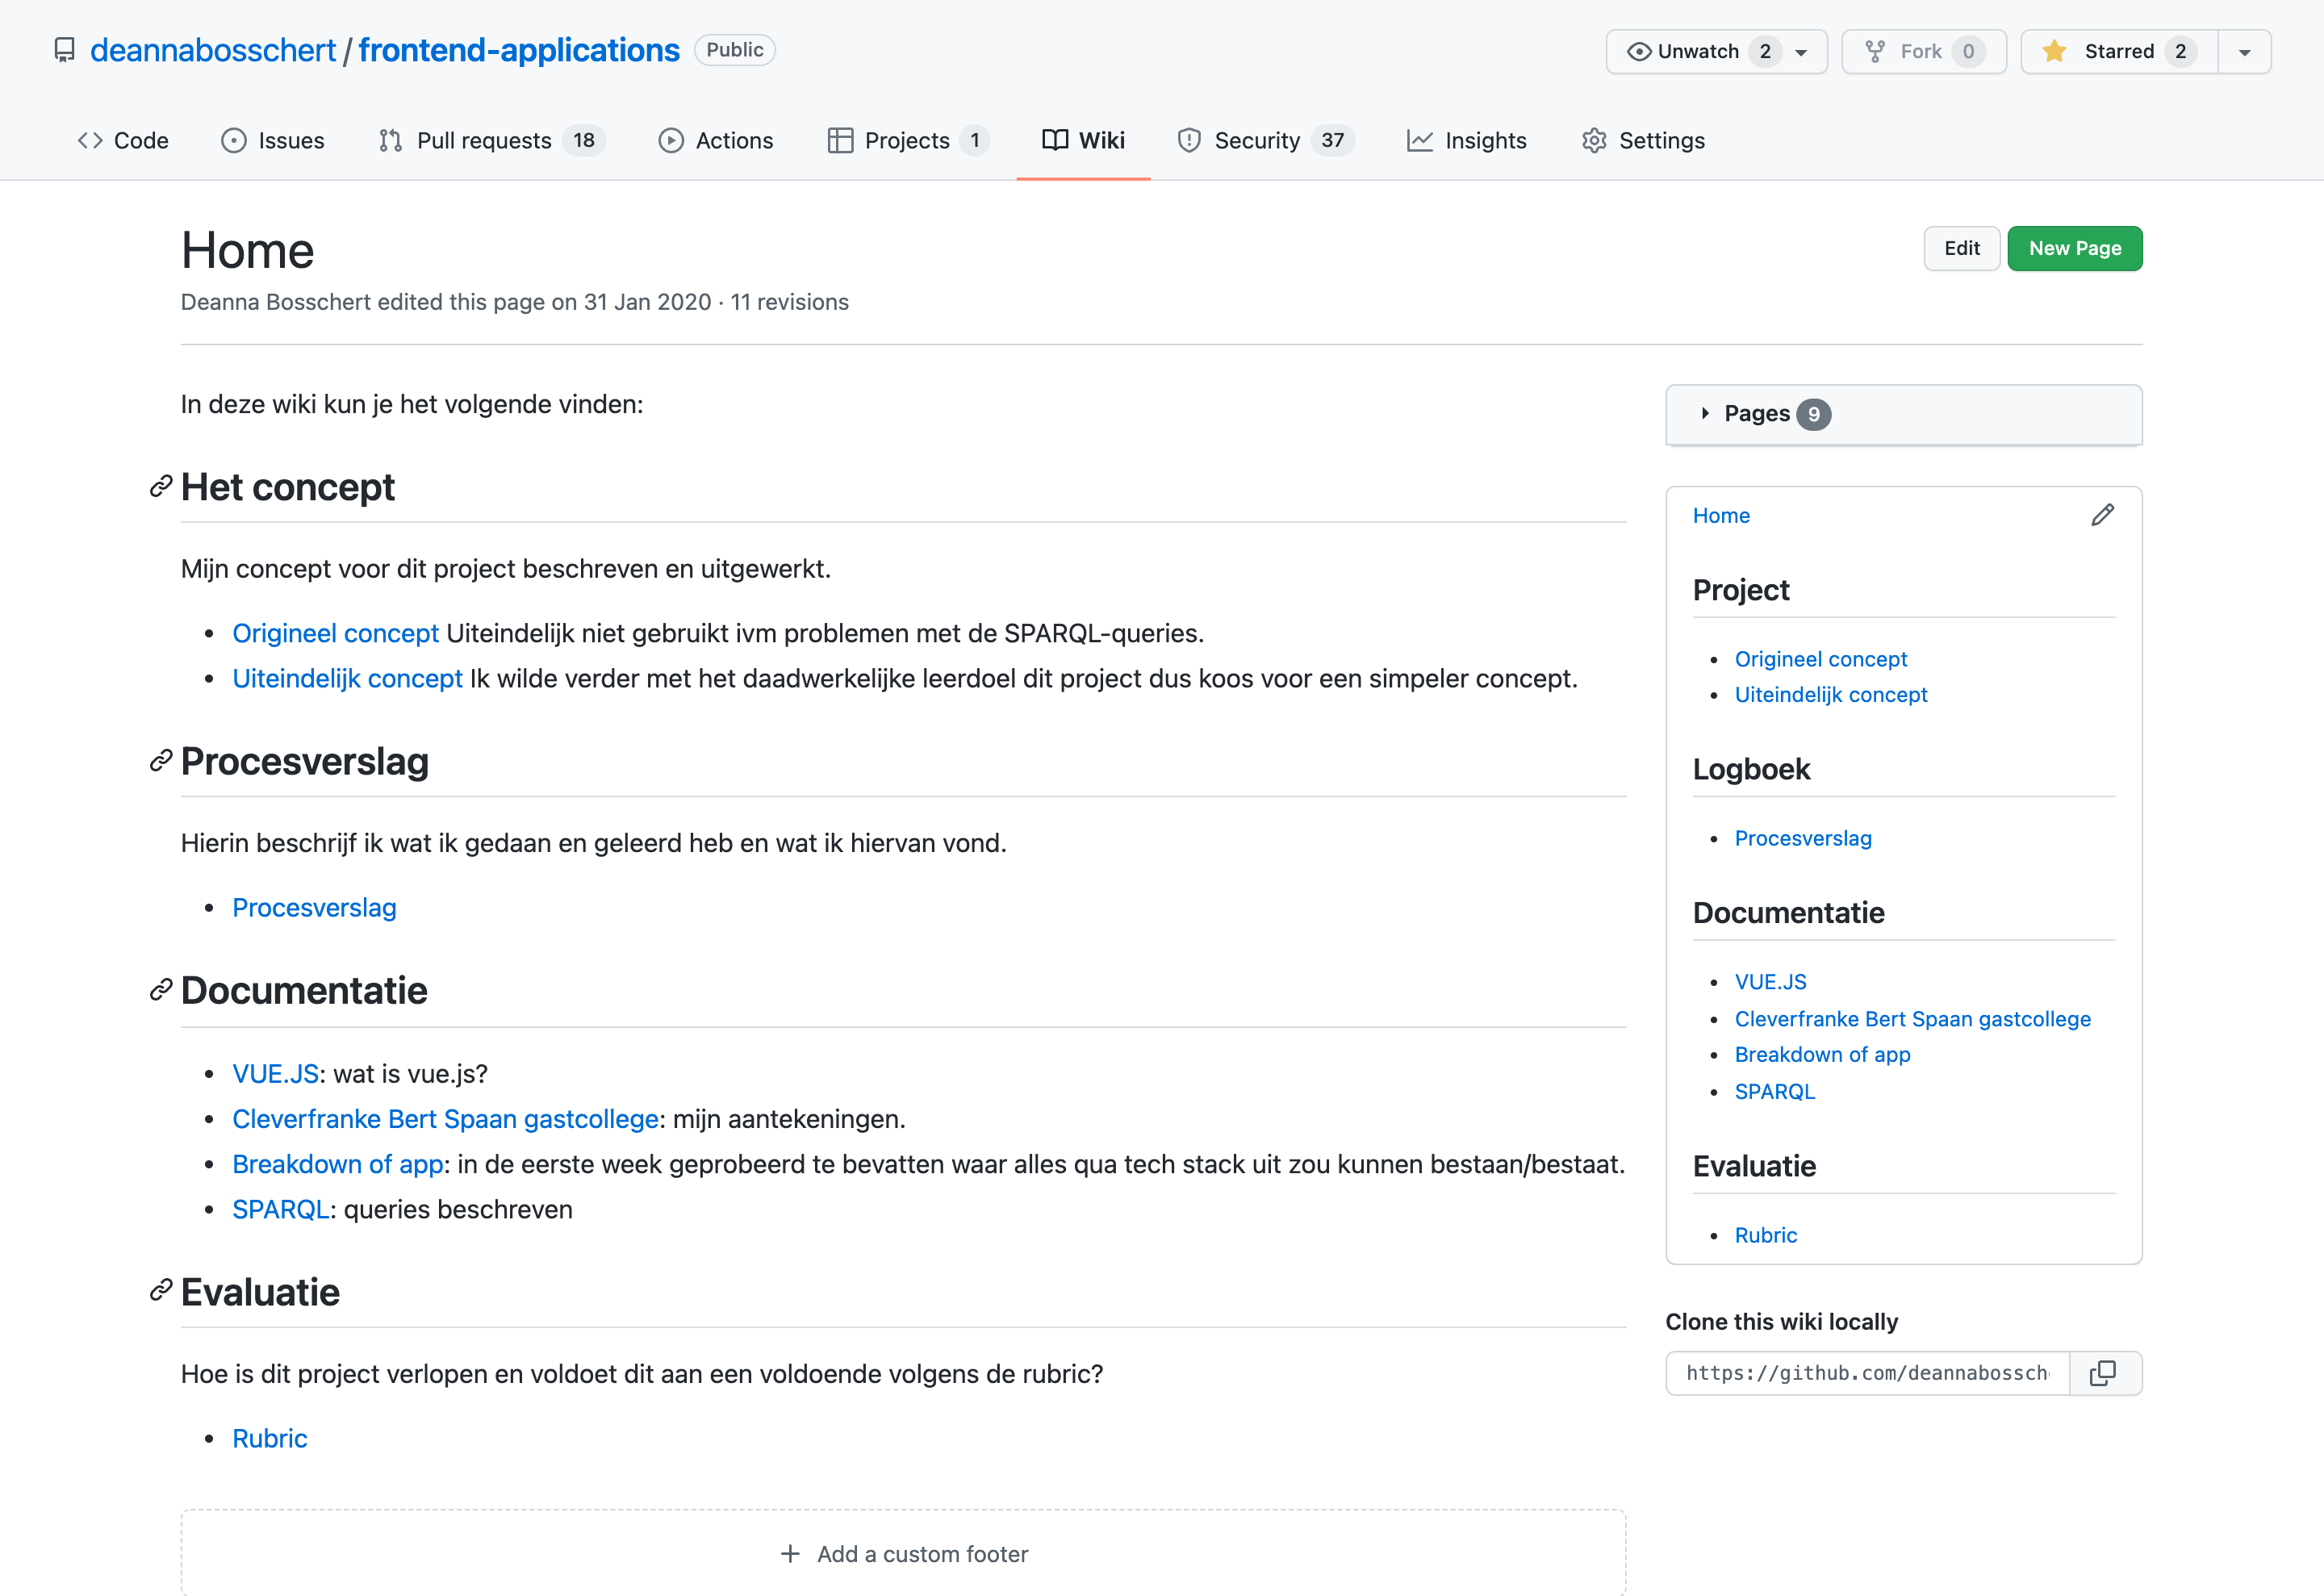 deannabosschert / frontend-applications Public
Unwatch 2 Fork 0 Starred 2
Code Issues Pull requests 18 Actions Projects 1 Wiki Security 37 Insights Settings
Home
Edit New Page
Deanna Bosschert edited this page on 31 Jan 2020 · 11 revisions
In deze wiki kun je het volgende vinden:
Het concept
Mijn concept voor dit project beschreven en uitgewerkt.
Origineel concept Uiteindelijk niet gebruikt ivm problemen met de SPARQL-queries.
Uiteindelijk concept Ik wilde verder met het daadwerkelijke leerdoel dit project dus koos voor een simpeler concept.
Procesverslag
Hierin beschrijf ik wat ik gedaan en geleerd heb en wat ik hiervan vond.
Procesverslag
Documentatie
VUE.JS: wat is vue.js?
Cleverfranke Bert Spaan gastcollege: mijn aantekeningen.
Breakdown of app: in de eerste week geprobeerd te bevatten waar alles qua tech stack uit zou kunnen bestaan/bestaat.
SPARQL: queries beschreven
Evaluatie
Hoe is dit project verlopen en voldoet dit aan een voldoende volgens de rubric?
Rubric
Add a custom footer
Pages 9
Home
Project
Origineel concept
Uiteindelijk concept
Logboek
Procesverslag
Documentatie
VUE.JS
Cleverfranke Bert Spaan gastcollege
Breakdown of app
SPARQL
Evaluatie
Rubric
Clone this wiki locally
https://github.com/deannabossch